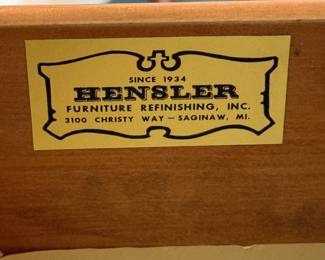 SINCE 1934
HENSLER
FURNITURE REFINISHING, INC.
3100 CHRISTY WAY – SAGINAW, MI.